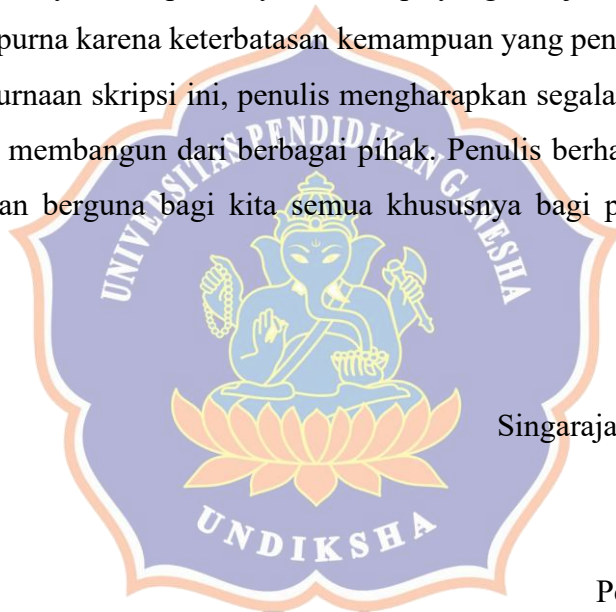 purna karena keterbatasan kemampuan yang pen
urnaan skripsi ini, penulis mengharapkan segala
membangun dari berbagai pihak. Penulis berha
an berguna bagi kita semua khususnya bagi p
UNIVERSITAS PENDIDIKAN GANESHA
Singaraja
UNDIKSHA
Pe